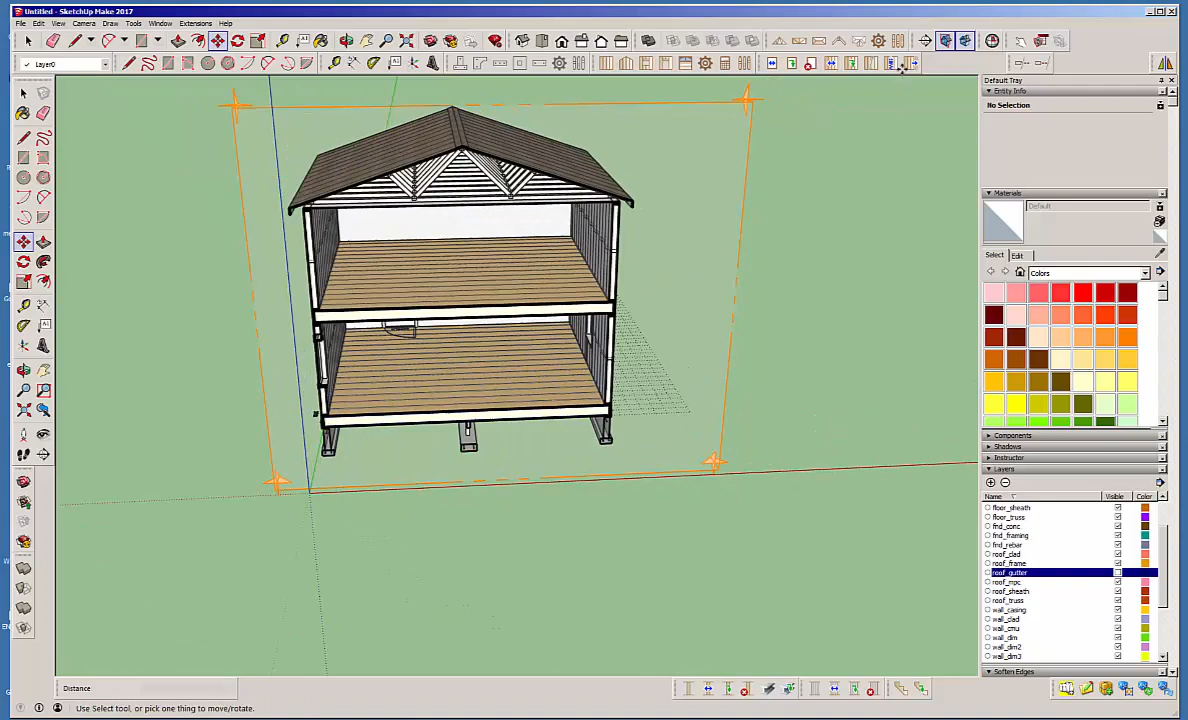 Untitled - SketchUp Make 2017
File Edit View Camera Draw Tools Window Extensions Help
Layer0
Default Tray
Entity Info
No Selection
Materials
Default
Select Edit
Colors
Components
Shadows
Instructor
Layers
Name Visible Color
floor_sheath
floor_truss
fnd_conc
fnd_framing
fnd_rebar
roof_clad
roof_frame
roof_gutter
roof_mpc
roof_sheath
roof_truss
wall_casing
wall_clad
wall_cmu
wall_dim
wall_dim2
wall_dim3
Soften Edges
Distance
Use Select tool, or pick one thing to move/rotate.